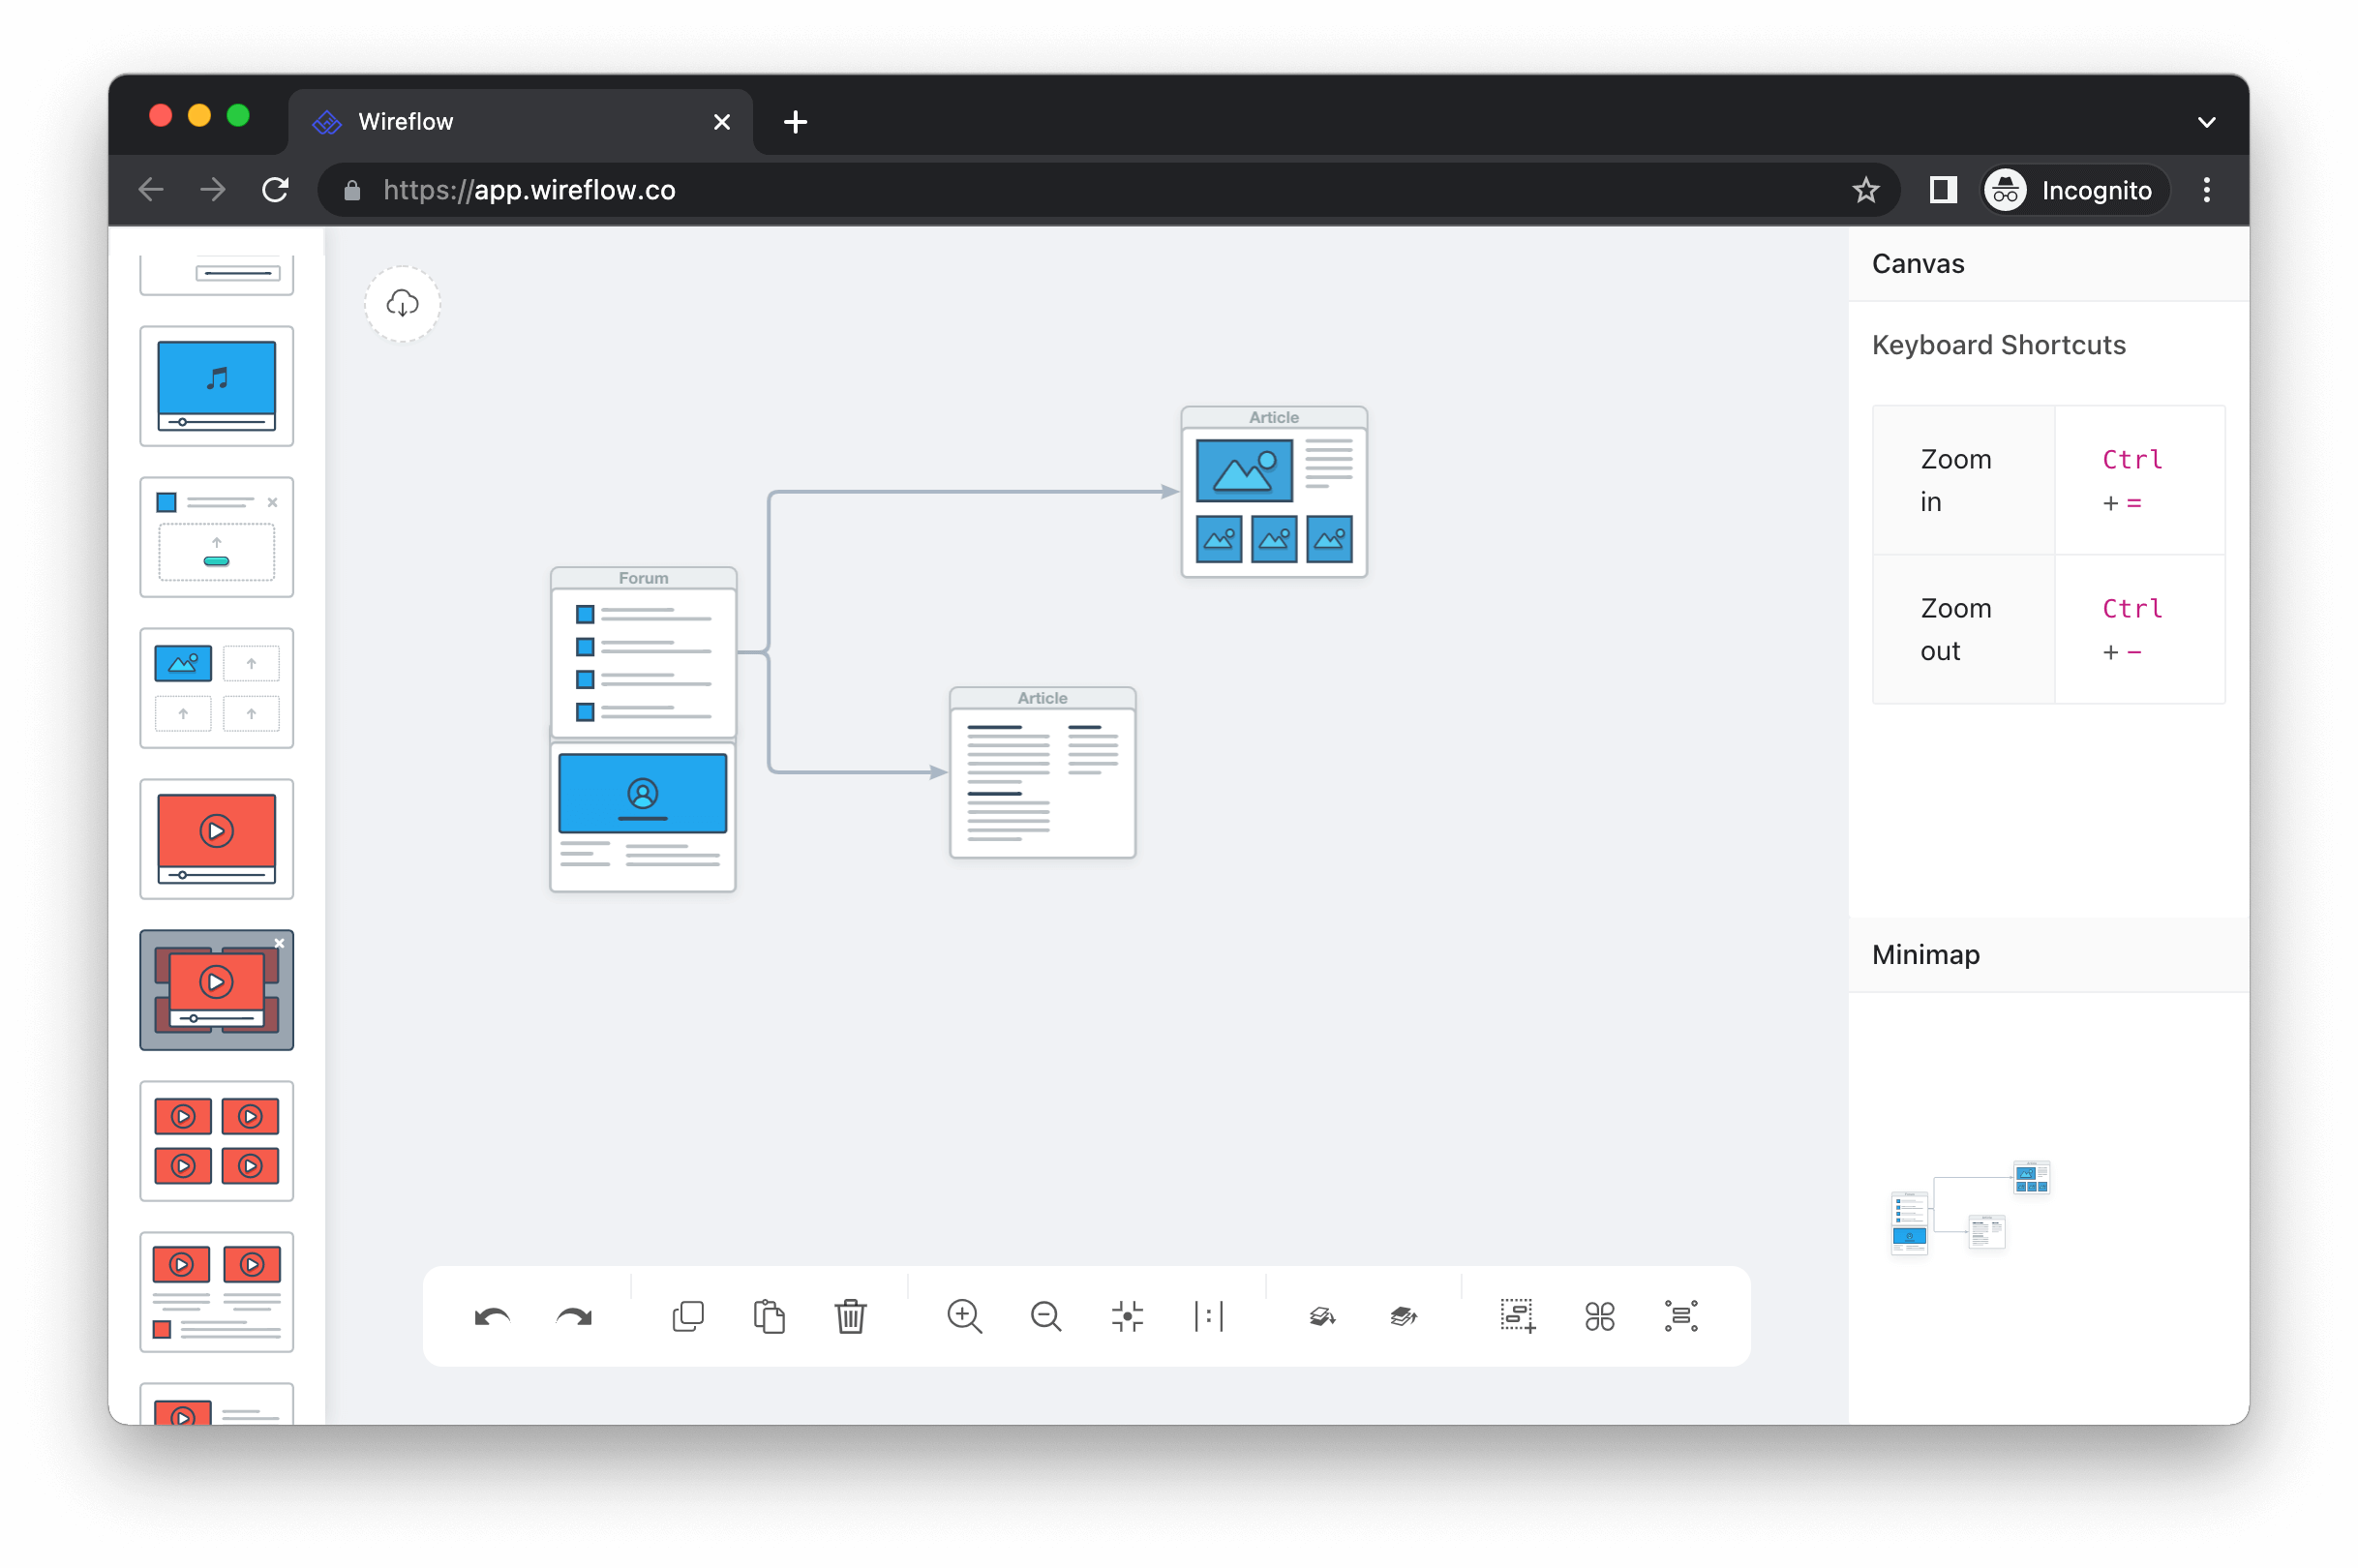 Wireflow
https://app.wireflow.co
Incognito
Canvas
Keyboard Shortcuts
Zoom in
Ctrl + =
Zoom out
Ctrl + −
Article
Forum
Article
Minimap